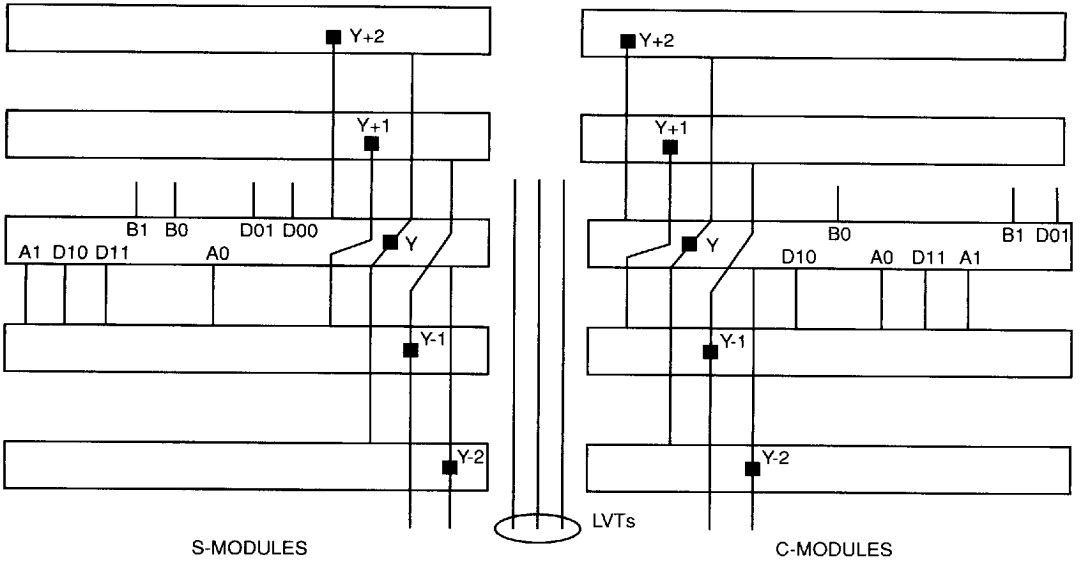 Y+2
Y+2
Y+1
Y+1
B1 B0 D01 D00
Y
A1 D10 D11 A0
B0 B1 D01
Y
D10 A0 D11 A1
Y-1
Y-1
Y-2
Y-2
LVTs
S-MODULES
C-MODULES